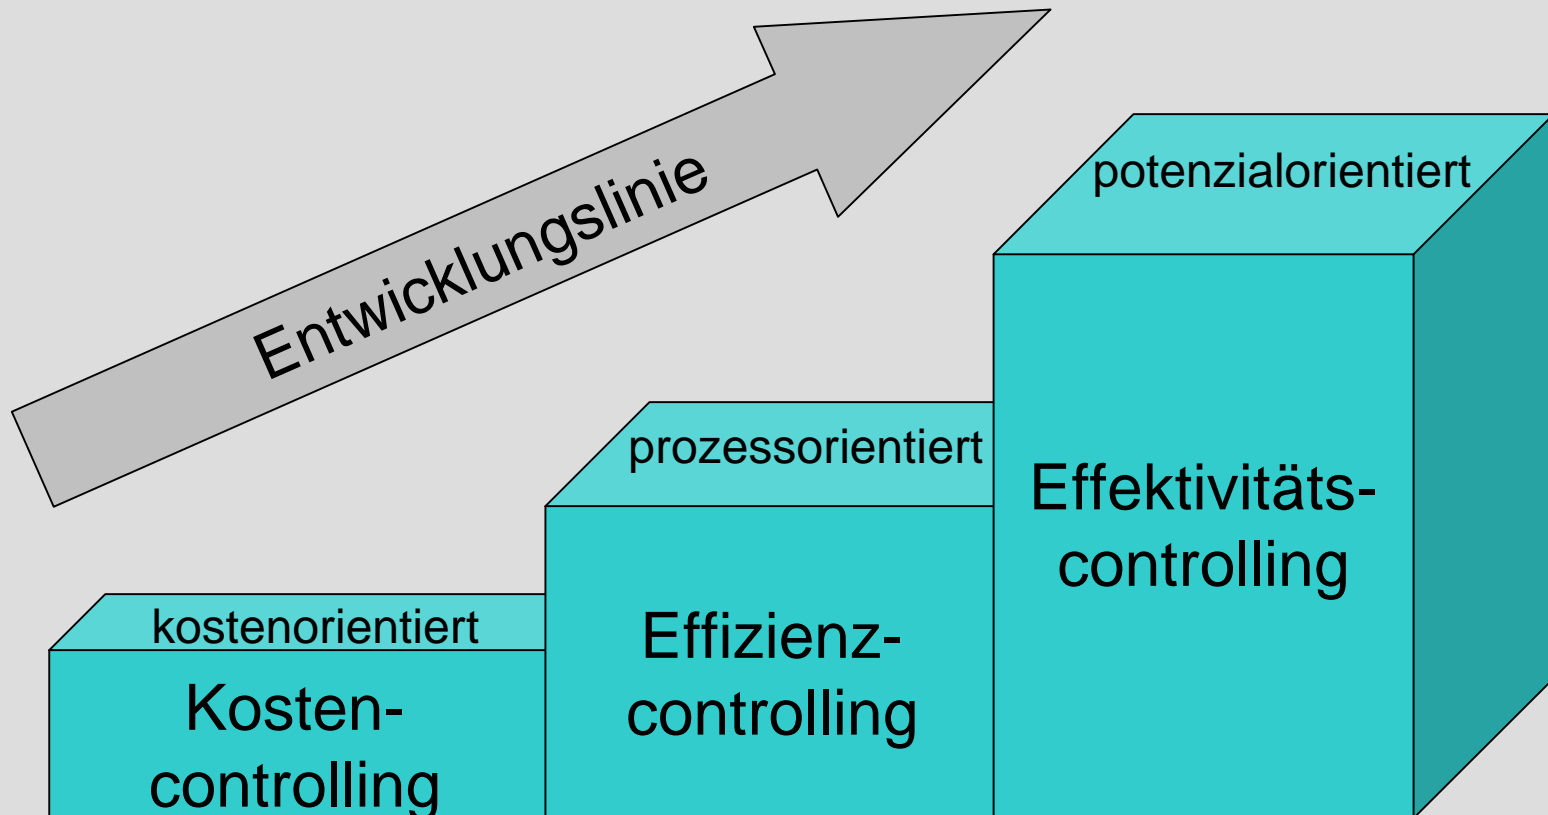 Entwicklungslinie
potenzialorientiert
prozessorientiert
Effektivitäts-
controlling
kostenorientiert
Effizienz-
controlling
Kosten-
controlling